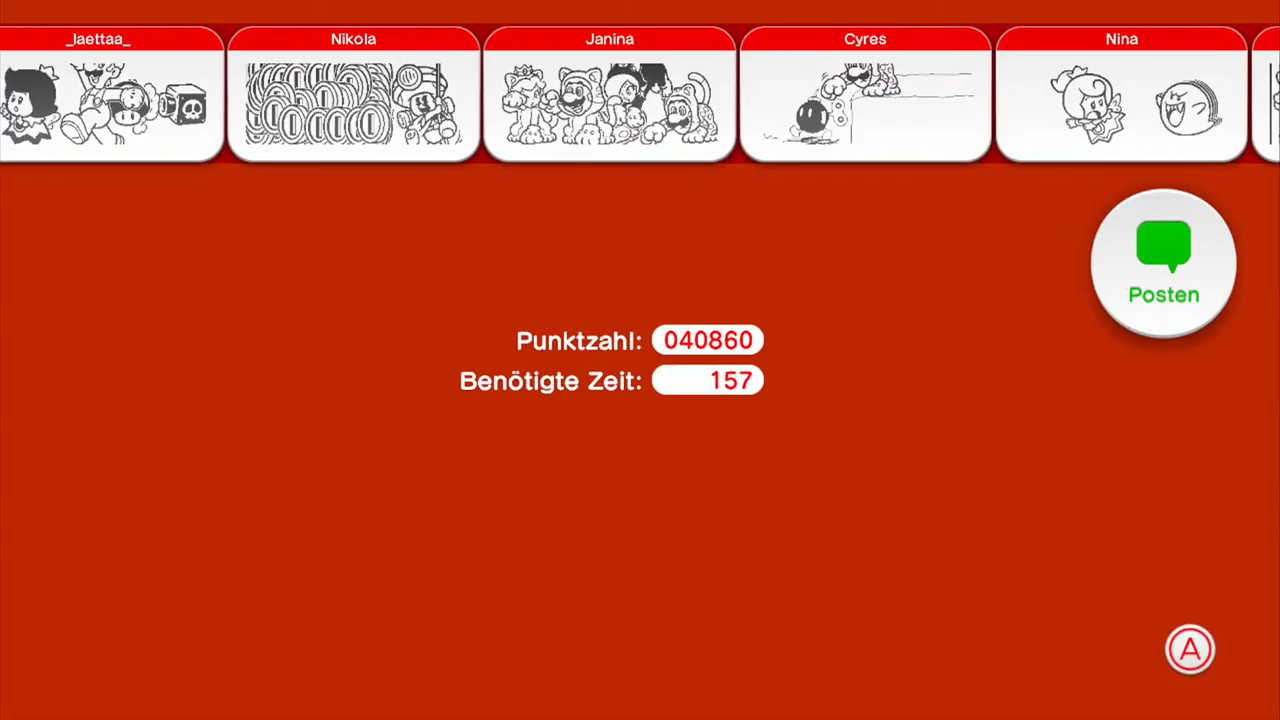 _laettaa_
Nikola
Janina
Cyres
Nina
Posten
Punktzahl: 040860
Benötigte Zeit: 157
A